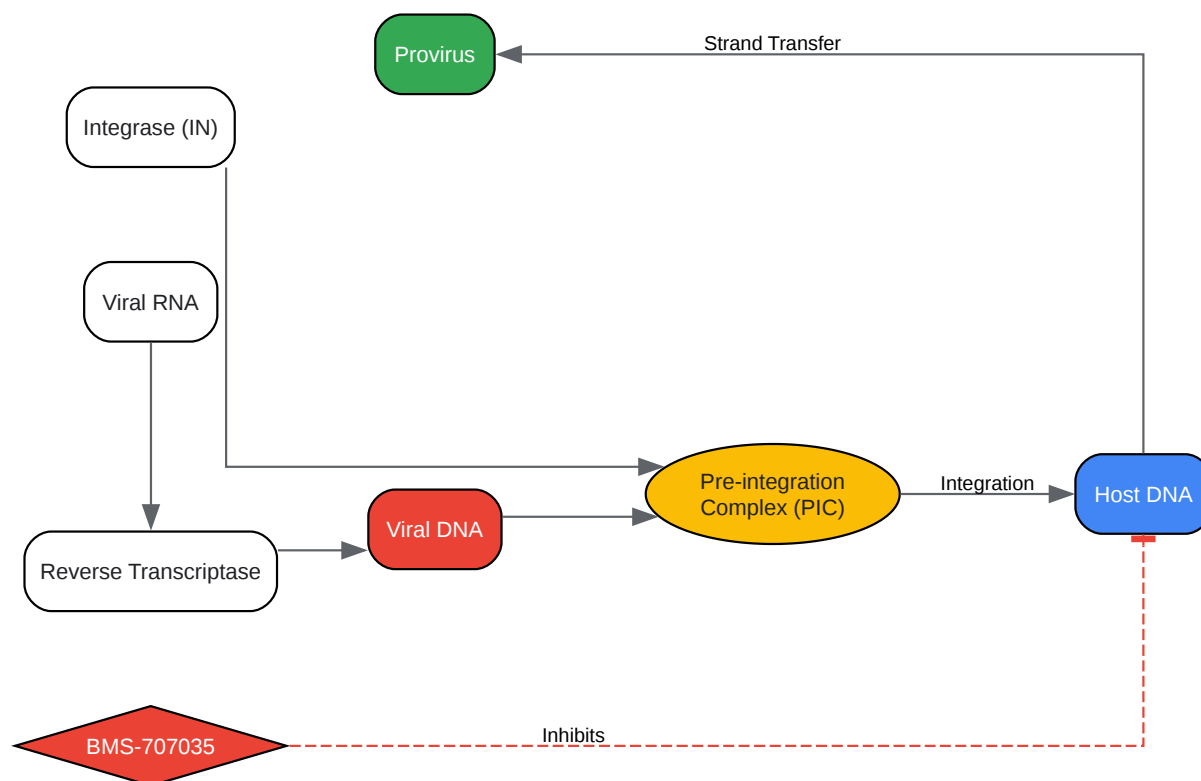 Provirus
Strand Transfer
Integrase (IN)
Viral RNA
Pre-integration
Complex (PIC)
Integration
Host DNA
Viral DNA
Reverse Transcriptase
BMS-707035
Inhibits